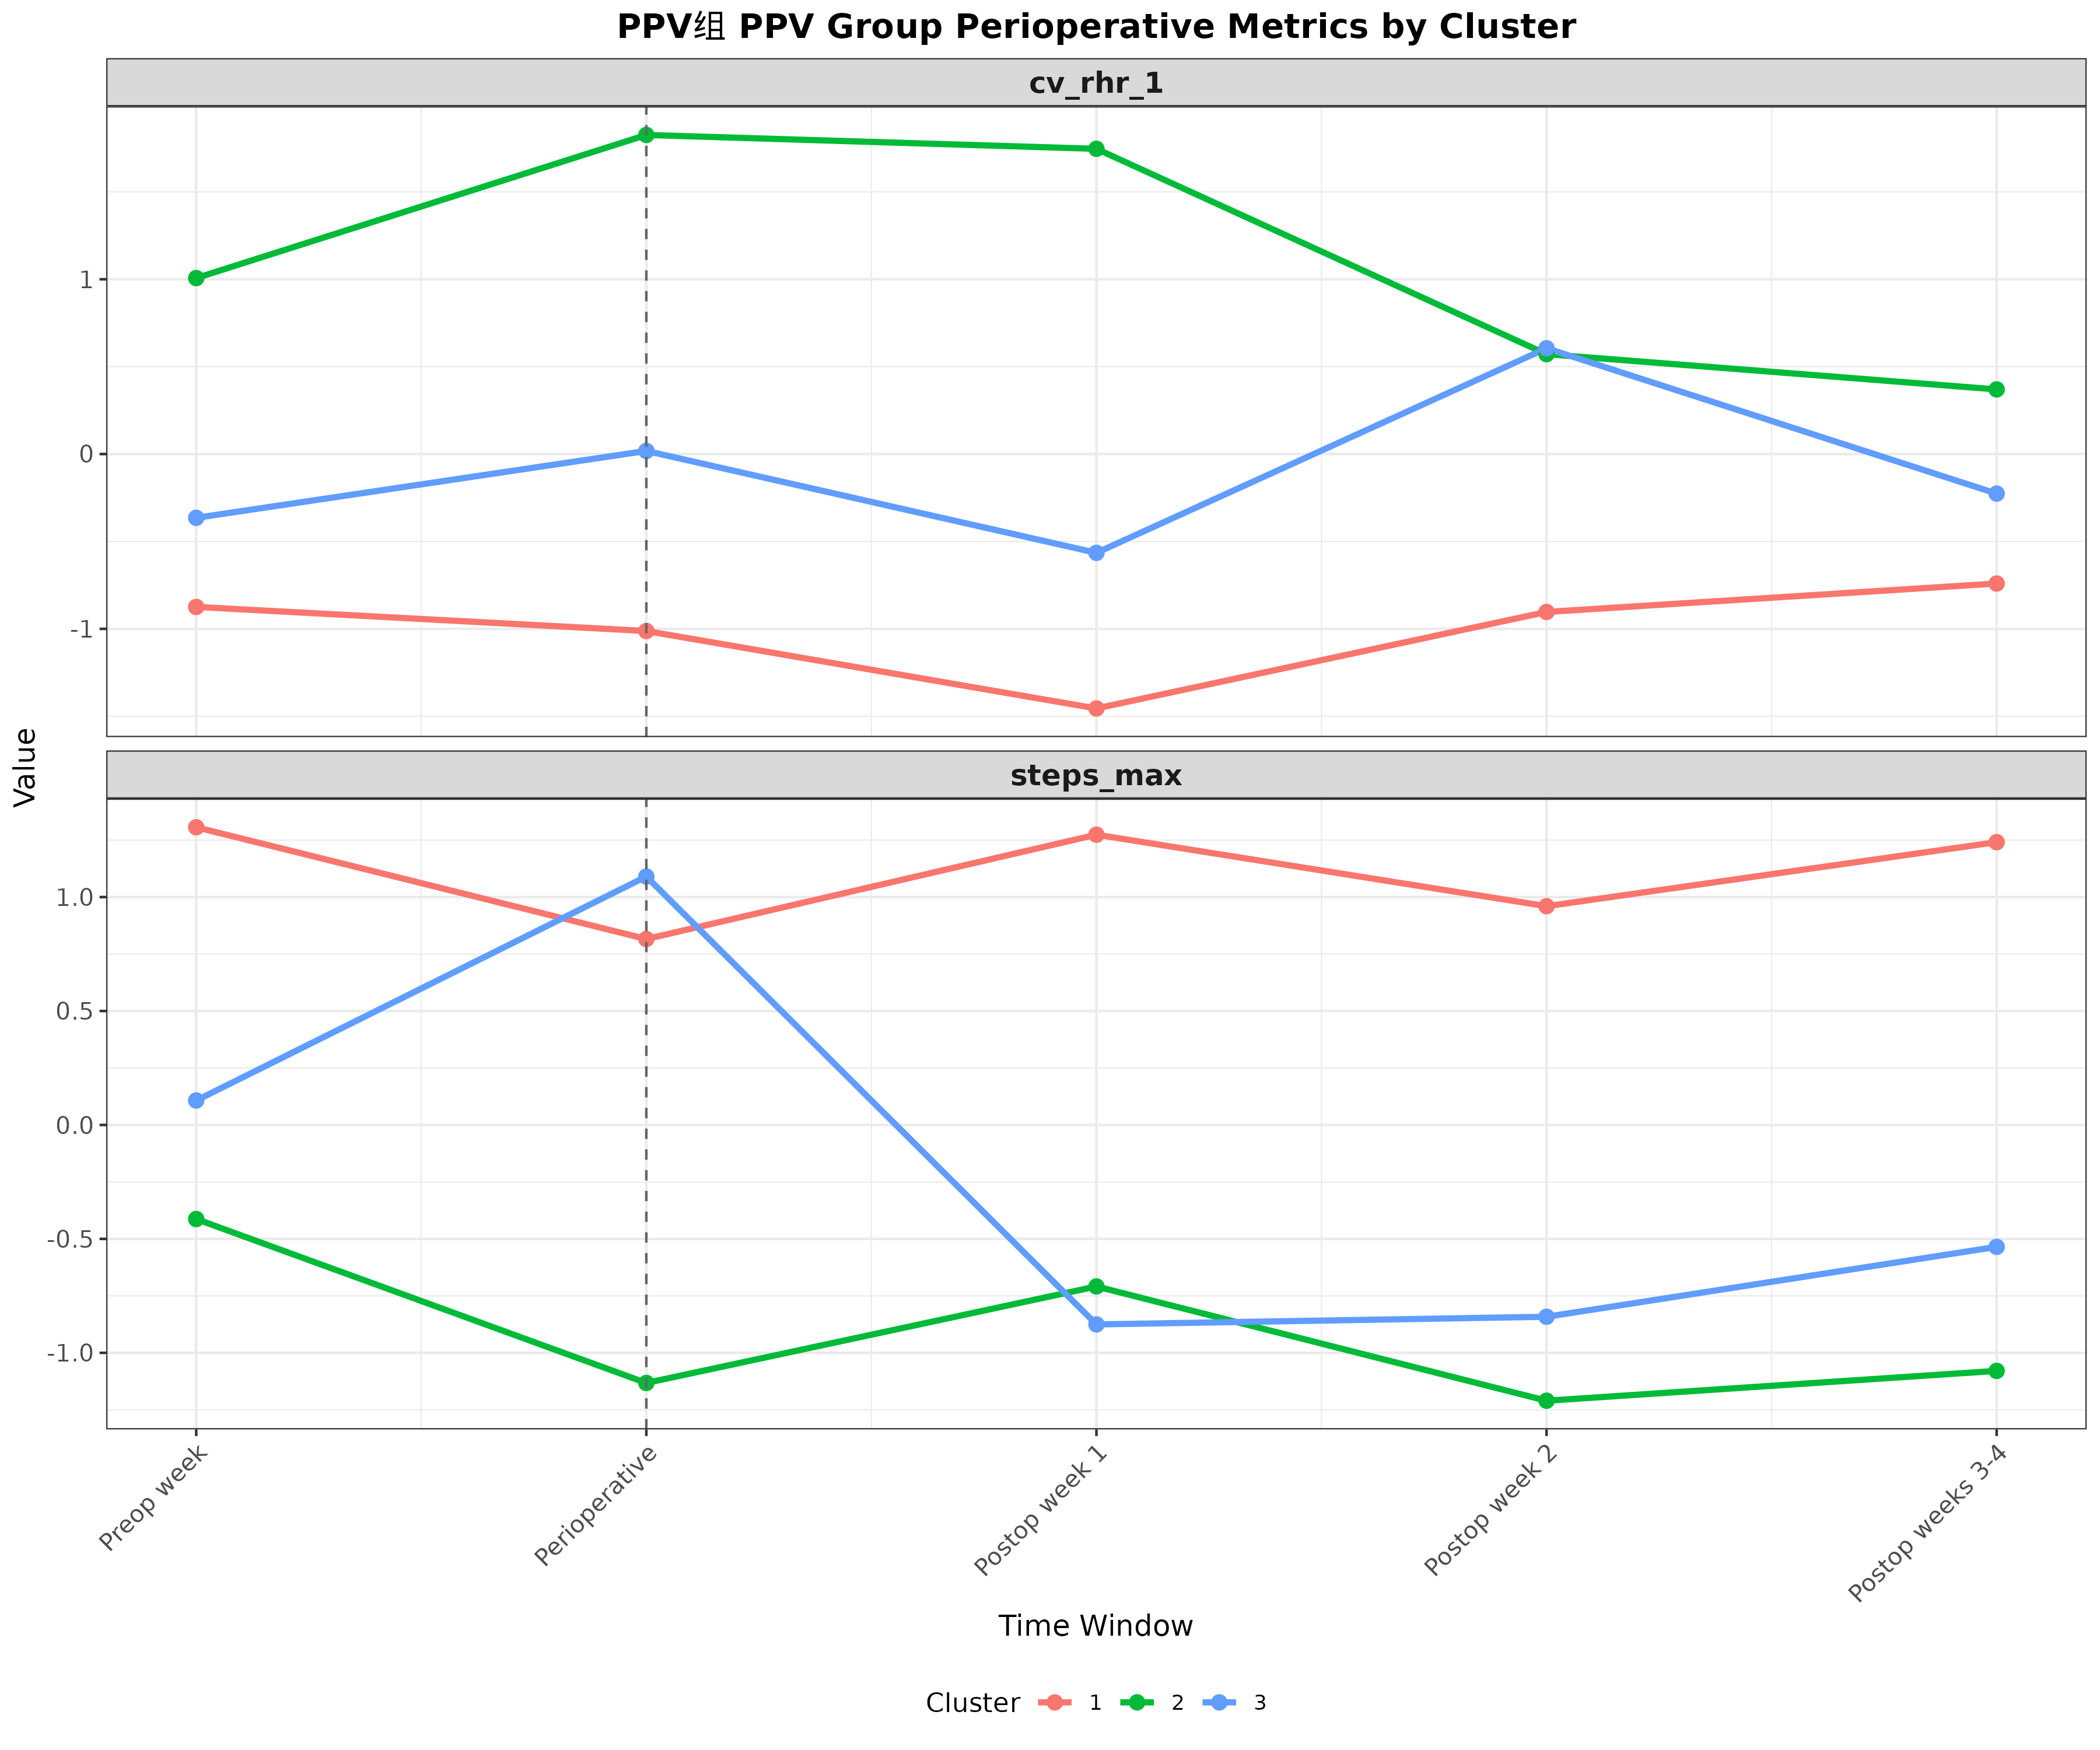 PPV组 PPV Group Perioperative Metrics by Cluster
cv_rhr_1
1
0
-1
Value
steps_max
1.0
0.5
0.0
-0.5
-1.0
Preop week
Perioperative
Postop week 1
Postop week 2
Postop weeks 3-4
Time Window
Cluster 1 2 3